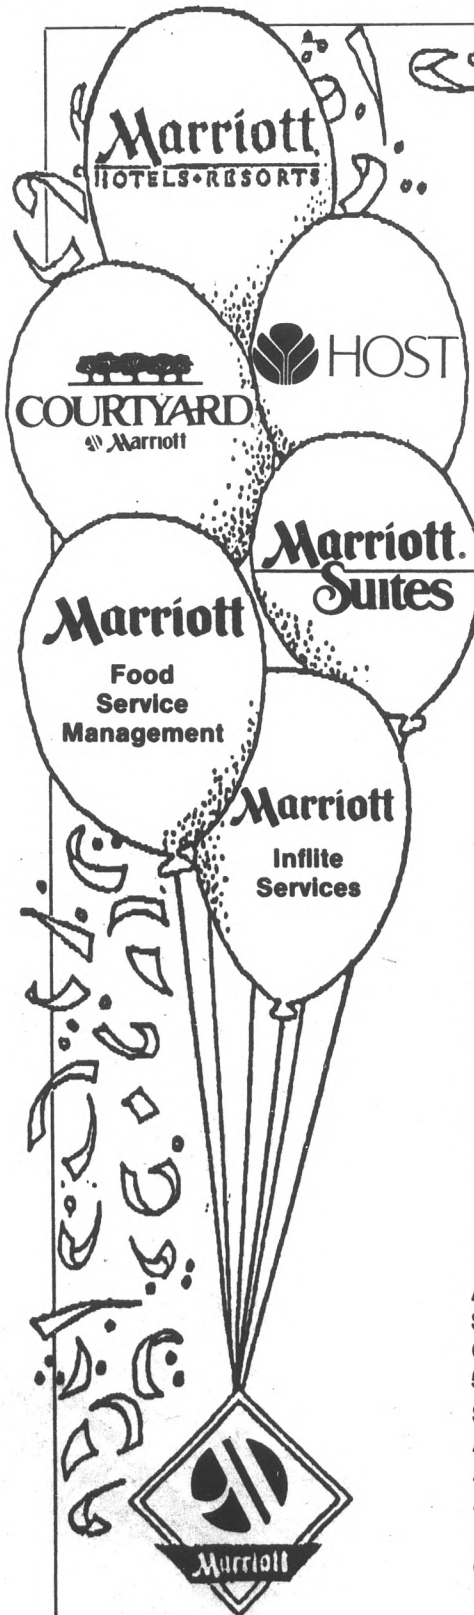 Marriott
HOTELS•RESORTS
HOST
COURTYARD
Marriott
Marriott.
Suites
Marriott
Food
Service
Management
Marriott
Inflite
Services
Marriott